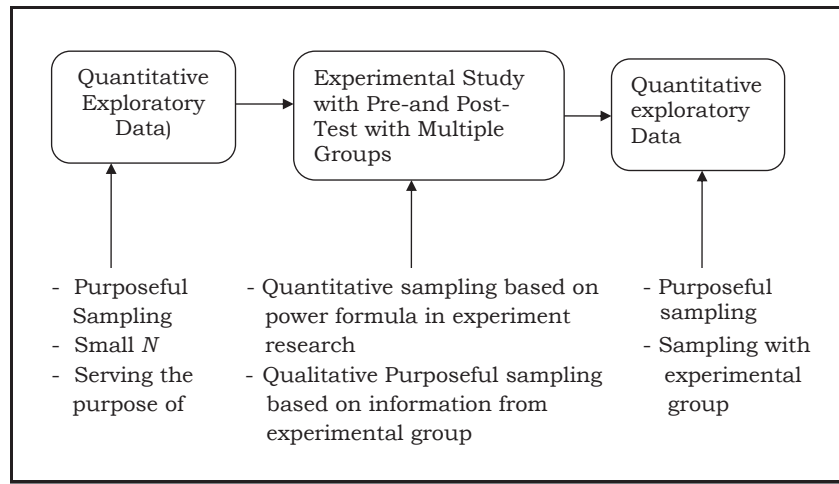 Quantitative
Exploratory
Data)
Experimental Study
with Pre-and Post-
Test with Multiple
Groups
Quantitative
exploratory
Data
- Purposeful
Sampling
- Small N
- Serving the
purpose of
- Quantitative sampling based on
power formula in experiment
research
- Qualitative Purposeful sampling
based on information from
experimental group
- Purposeful
sampling
- Sampling with
experimental
group